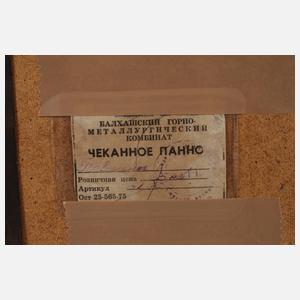 БАЛХАШСКИЙ ГОРНО-
МЕТАЛЛУРГИЧЕСКИЙ
КОМБИНАТ
ЧЕКАННОЕ ПАННО
Розничная цена
Артикул
Ост 25-565-75